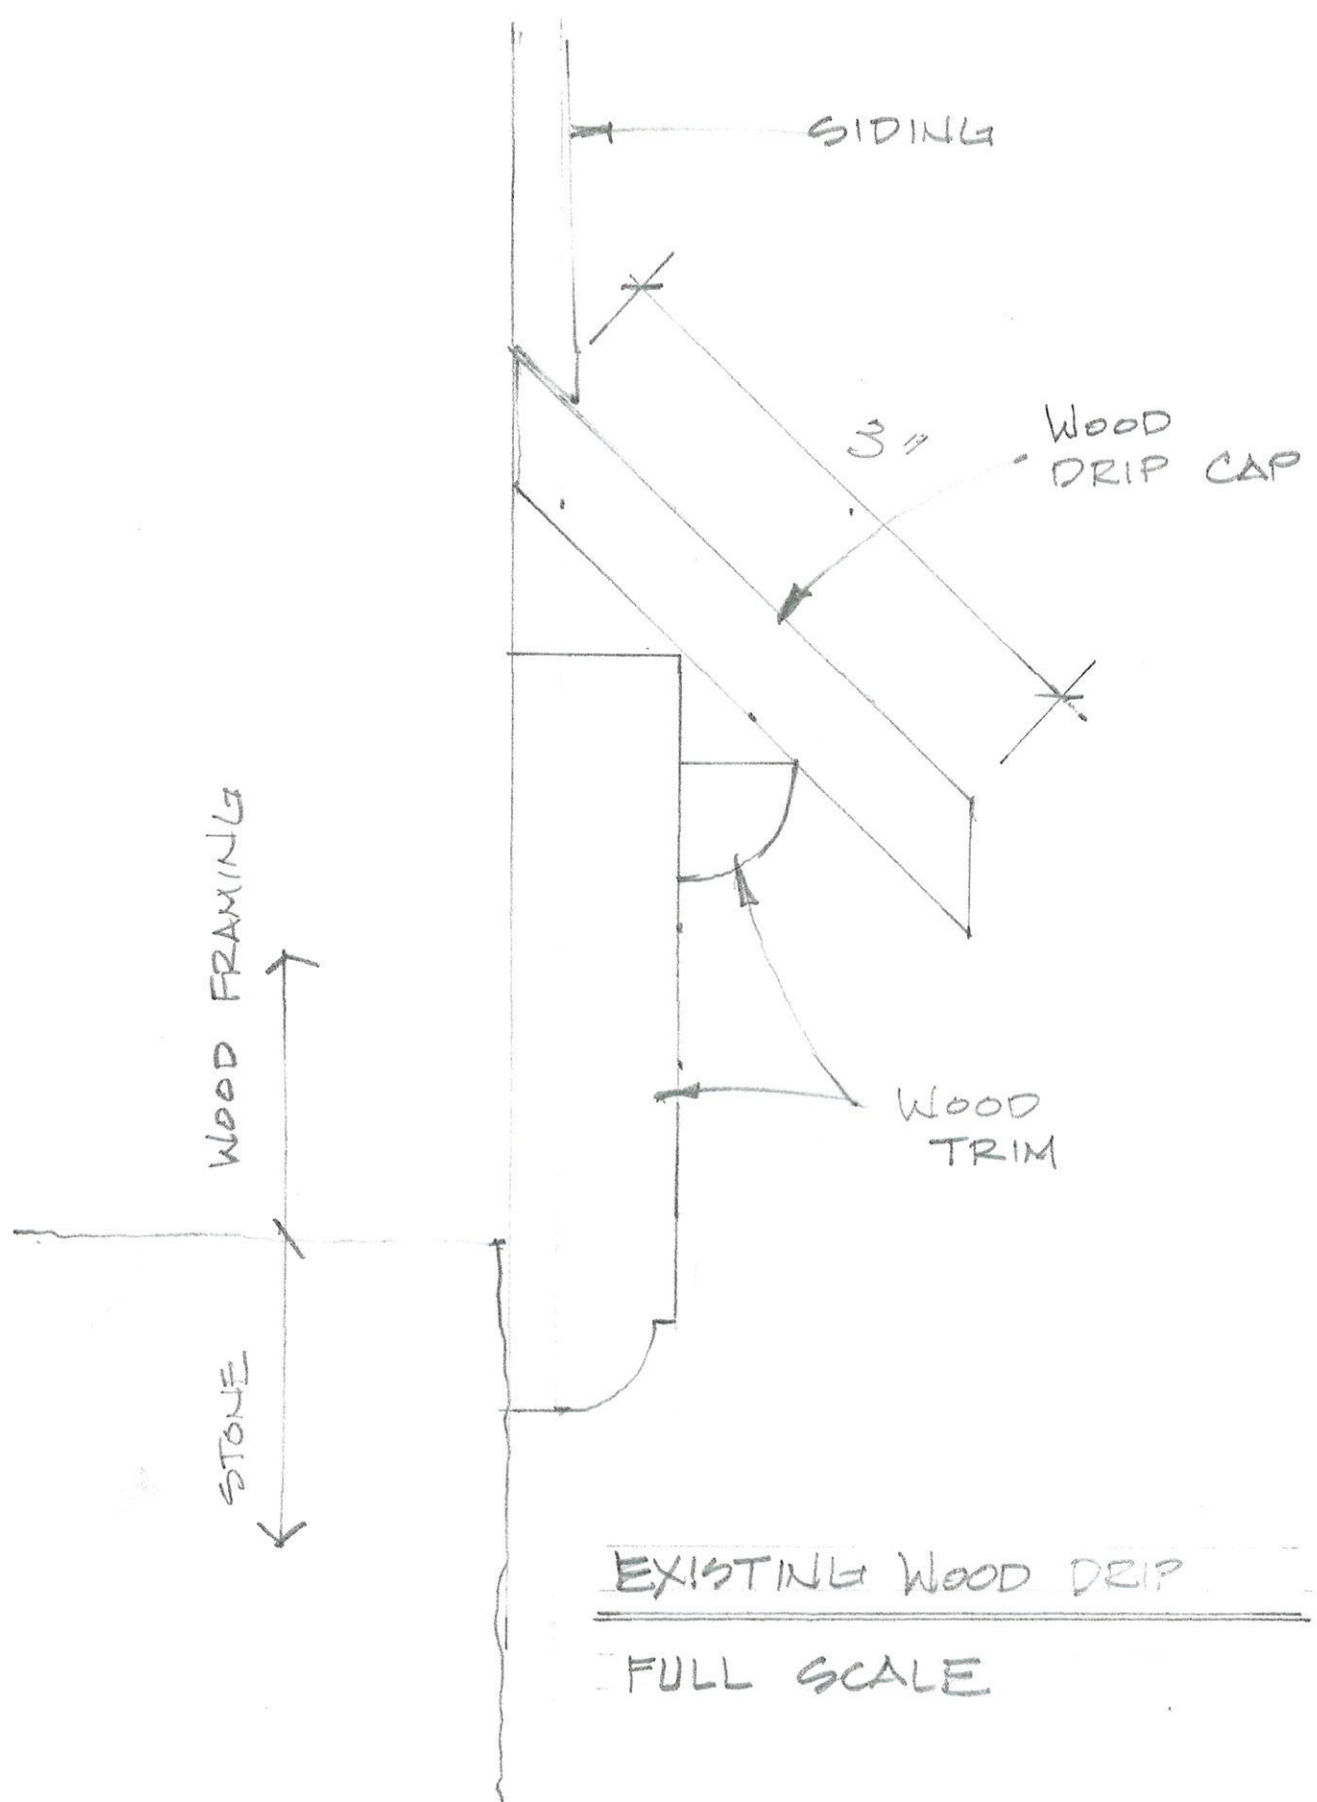 SIDING
3"
WOOD
DRIP CAP
WOOD FRAMING
WOOD
TRIM
STONE
EXISTING WOOD DRIP
FULL SCALE